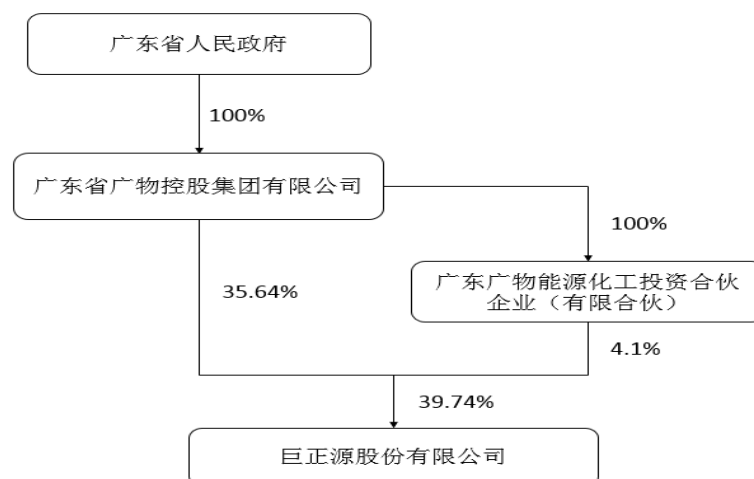 广东省人民政府
100%
广东省广物控股集团有限公司
100%
35.64%
广东广物能源化工投资合伙
企业（有限合伙）
4.1%
39.74%
巨正源股份有限公司